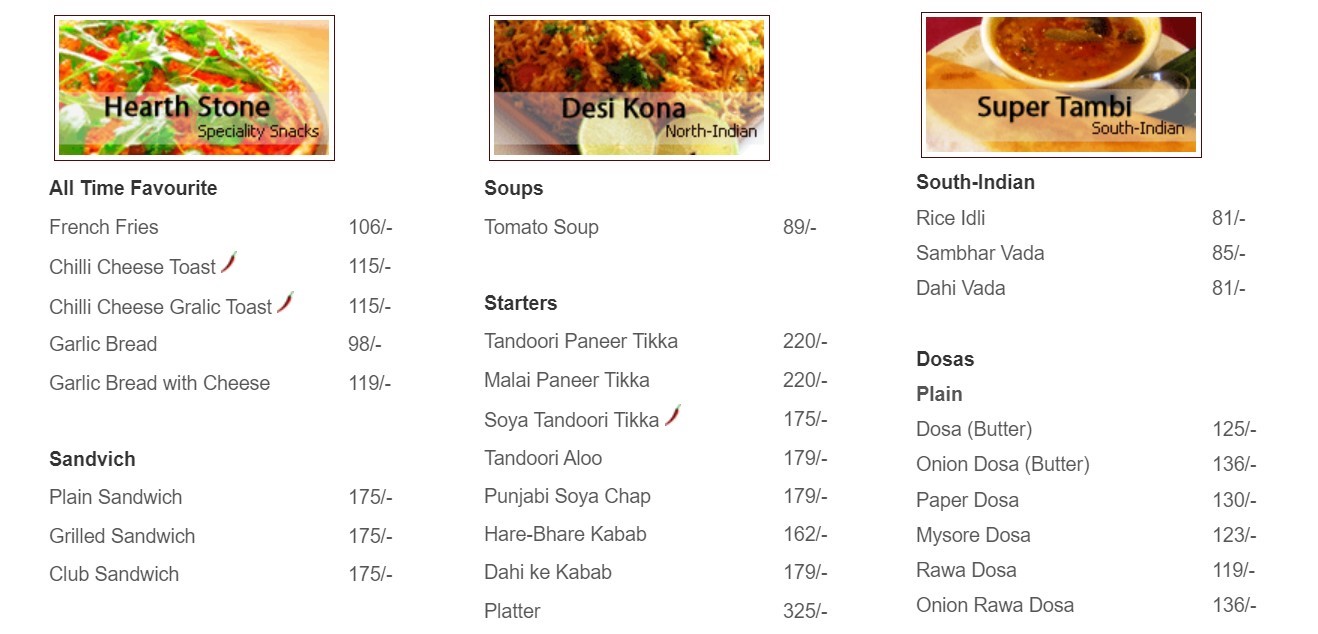 Hearth Stone
Speciality Snacks
All Time Favourite
French Fries 106/-
Chilli Cheese Toast 115/-
Chilli Cheese Gralic Toast 115/-
Garlic Bread 98/-
Garlic Bread with Cheese 119/-
Sandvich
Plain Sandwich 175/-
Grilled Sandwich 175/-
Club Sandwich 175/-
Desi Kona
North-Indian
Soups
Tomato Soup 89/-
Starters
Tandoori Paneer Tikka 220/-
Malai Paneer Tikka 220/-
Soya Tandoori Tikka 175/-
Tandoori Aloo 179/-
Punjabi Soya Chap 179/-
Hare-Bhare Kabab 162/-
Dahi ke Kabab 179/-
Platter 325/-
Super Tambi
South-Indian
South-Indian
Rice Idli 81/-
Sambhar Vada 85/-
Dahi Vada 81/-
Dosas
Plain
Dosa (Butter) 125/-
Onion Dosa (Butter) 136/-
Paper Dosa 130/-
Mysore Dosa 123/-
Rawa Dosa 119/-
Onion Rawa Dosa 136/-